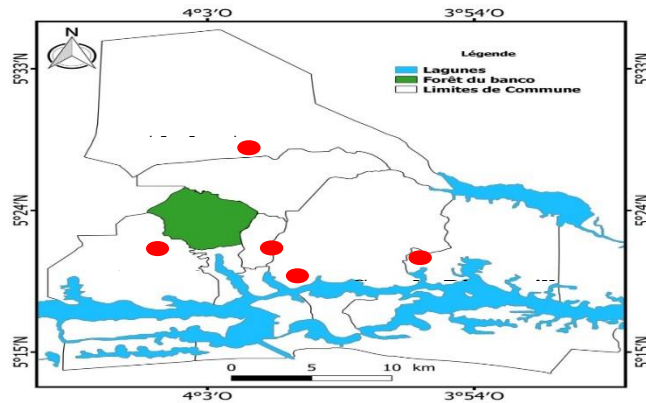 4°3′O 3°54′O
N
Légende
Lagunes
Forêt du banco
Limites de Commune
5°33′N 5°33′N
5°24′N 5°24′N
5°15′N 5°15′N
0 5 10 km
4°3′O 3°54′O